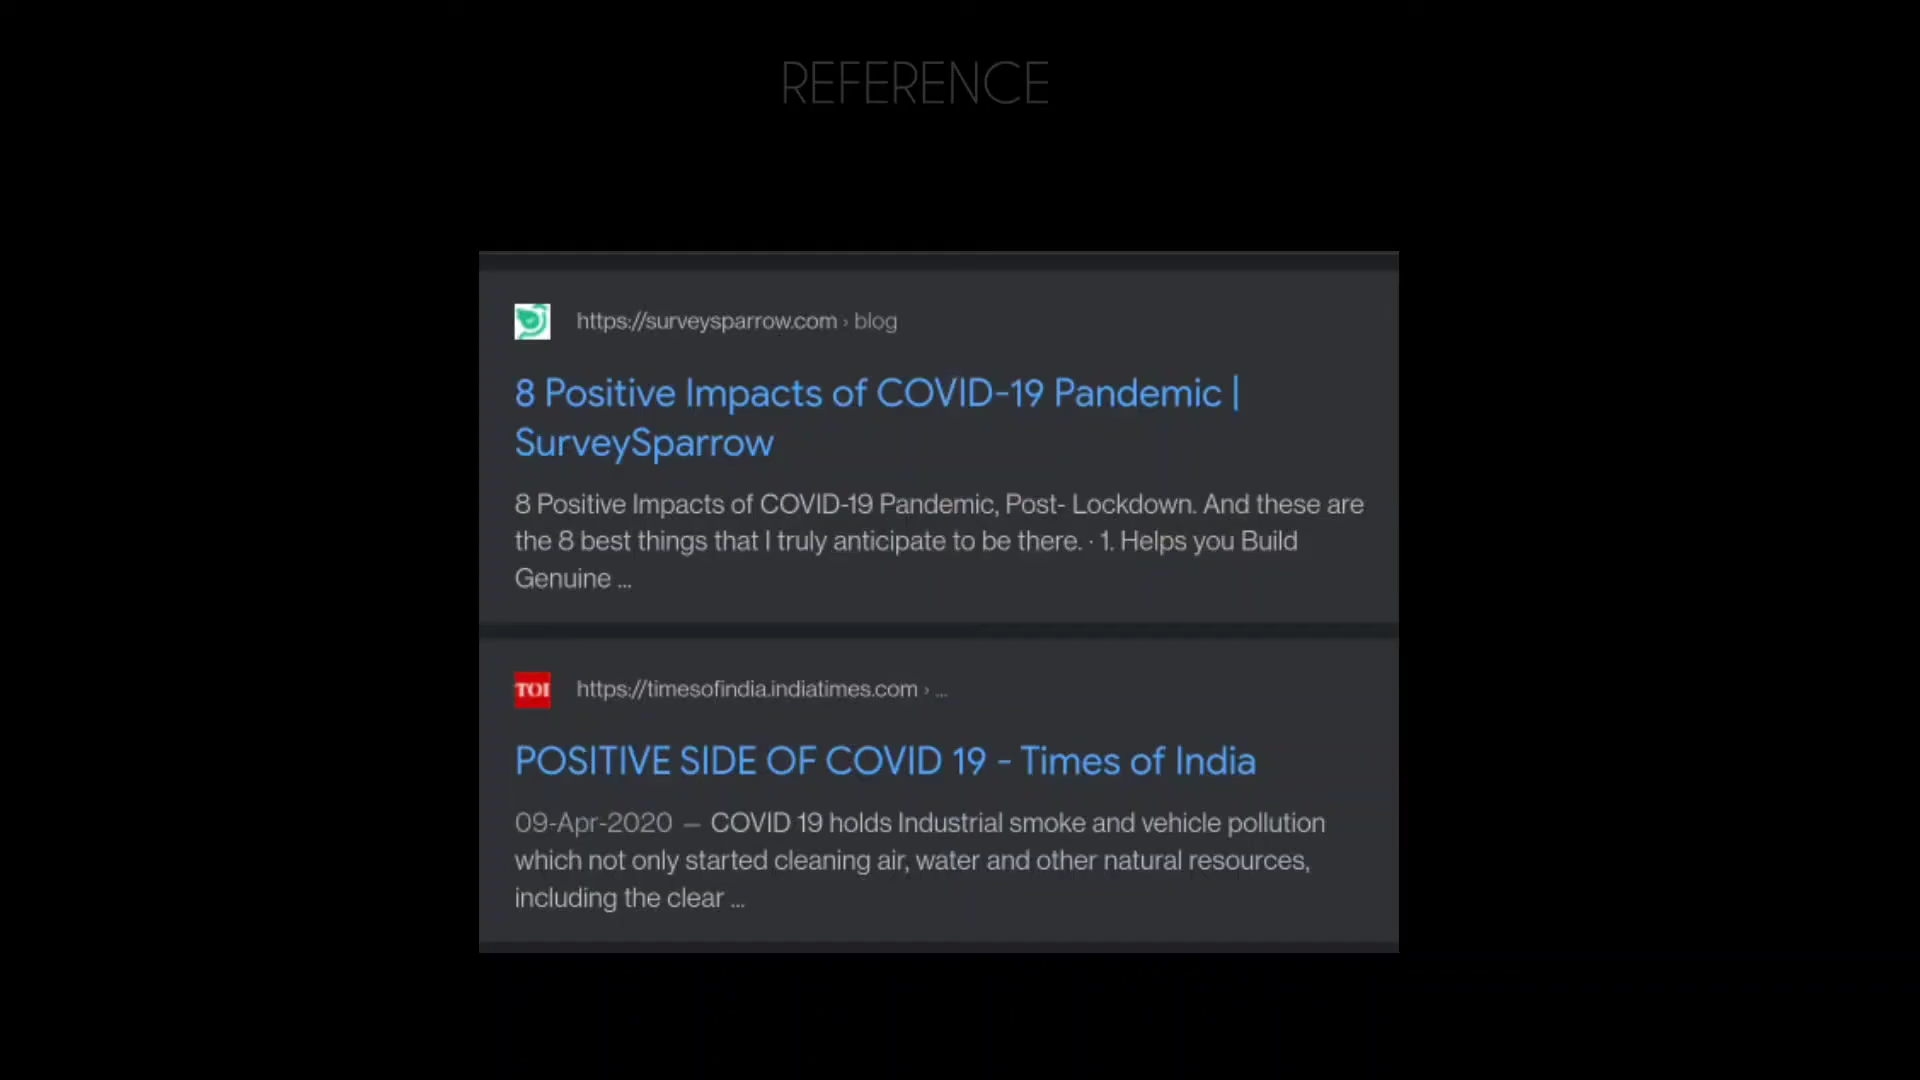 REFERENCE
https://surveysparrow.com › blog
8 Positive Impacts of COVID-19 Pandemic |
SurveySparrow
8 Positive Impacts of COVID-19 Pandemic, Post- Lockdown. And these are
the 8 best things that I truly anticipate to be there. · 1. Helps you Build
Genuine ...
TOI
https://timesofindia.indiatimes.com › ...
POSITIVE SIDE OF COVID 19 - Times of India
09-Apr-2020 — COVID 19 holds Industrial smoke and vehicle pollution
which not only started cleaning air, water and other natural resources,
including the clear ...